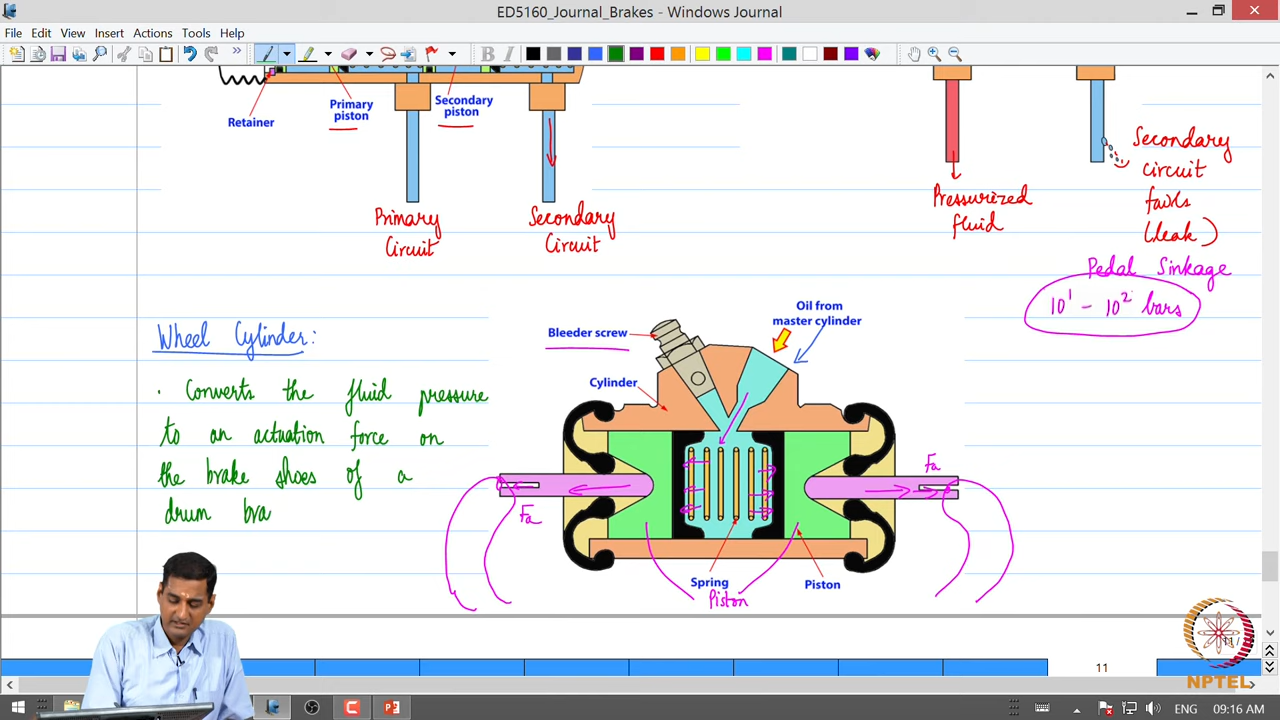 ED5160_Journal_Brakes - Windows Journal
File Edit View Insert Actions Tools Help
B I
Retainer
Primary
piston
Secondary
piston
Primary
Circuit
Secondary
Circuit
Pressurized
fluid
Secondary
circuit
fails
(leak)
Pedal Sinkage
10¹ - 10² bars
Wheel Cylinder:
· Converts the fluid pressure
to an actuation force on
the brake shoes of a
drum bra
Bleeder screw
Oil from
master cylinder
Cylinder
Fa
Fa
Spring
Piston
Piston
11
11
NPTEL
ENG 09:16 AM